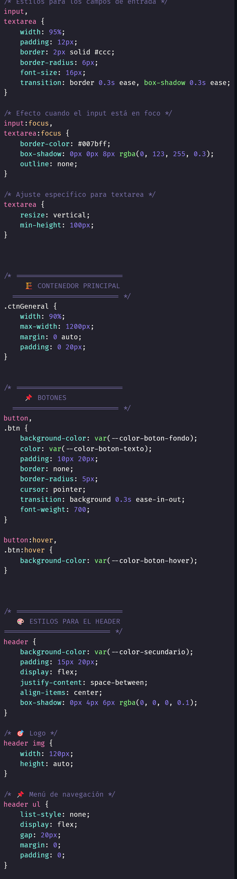 /* Estilos para los campos de entrada */
input,
textarea {
    width: 95%;
    padding: 12px;
    border: 2px solid #ccc;
    border-radius: 6px;
    font-size: 16px;
    transition: border 0.3s ease, box-shadow 0.3s ease;
}

/* Efecto cuando el input está en foco */
input:focus,
textarea:focus {
    border-color: #007bff;
    box-shadow: 0px 0px 8px rgba(0, 123, 255, 0.3);
    outline: none;
}

/* Ajuste específico para textarea */
textarea {
    resize: vertical;
    min-height: 100px;
}

/* ==============================
    🏗️ CONTENEDOR PRINCIPAL
  ============================== */
.ctnGeneral {
    width: 90%;
    max-width: 1200px;
    margin: 0 auto;
    padding: 0 20px;
}

/* ==============================
    📌 BOTONES
  ============================== */
button,
.btn {
    background-color: var(--color-boton-fondo);
    color: var(--color-boton-texto);
    padding: 10px 20px;
    border: none;
    border-radius: 5px;
    cursor: pointer;
    transition: background 0.3s ease-in-out;
    font-weight: 700;
}

button:hover,
.btn:hover {
    background-color: var(--color-boton-hover);
}

/* ==============================
   🎨 ESTILOS PARA EL HEADER
============================== */
header {
    background-color: var(--color-secundario);
    padding: 15px 20px;
    display: flex;
    justify-content: space-between;
    align-items: center;
    box-shadow: 0px 4px 6px rgba(0, 0, 0, 0.1);
}

/* 🎯 Logo */
header img {
    width: 120px;
    height: auto;
}

/* 📌 Menú de navegación */
header ul {
    list-style: none;
    display: flex;
    gap: 20px;
    margin: 0;
    padding: 0;
}